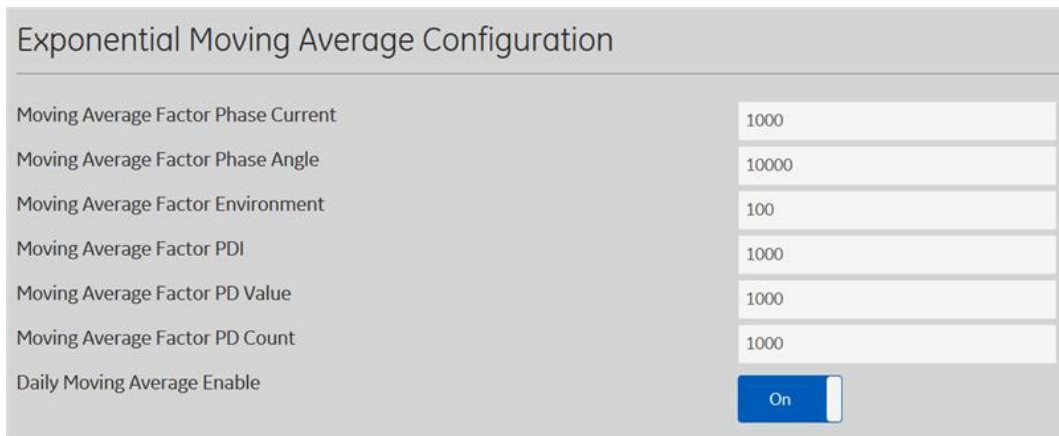 Exponential Moving Average Configuration
Moving Average Factor Phase Current 1000
Moving Average Factor Phase Angle 10000
Moving Average Factor Environment 100
Moving Average Factor PDI 1000
Moving Average Factor PD Value 1000
Moving Average Factor PD Count 1000
Daily Moving Average Enable On